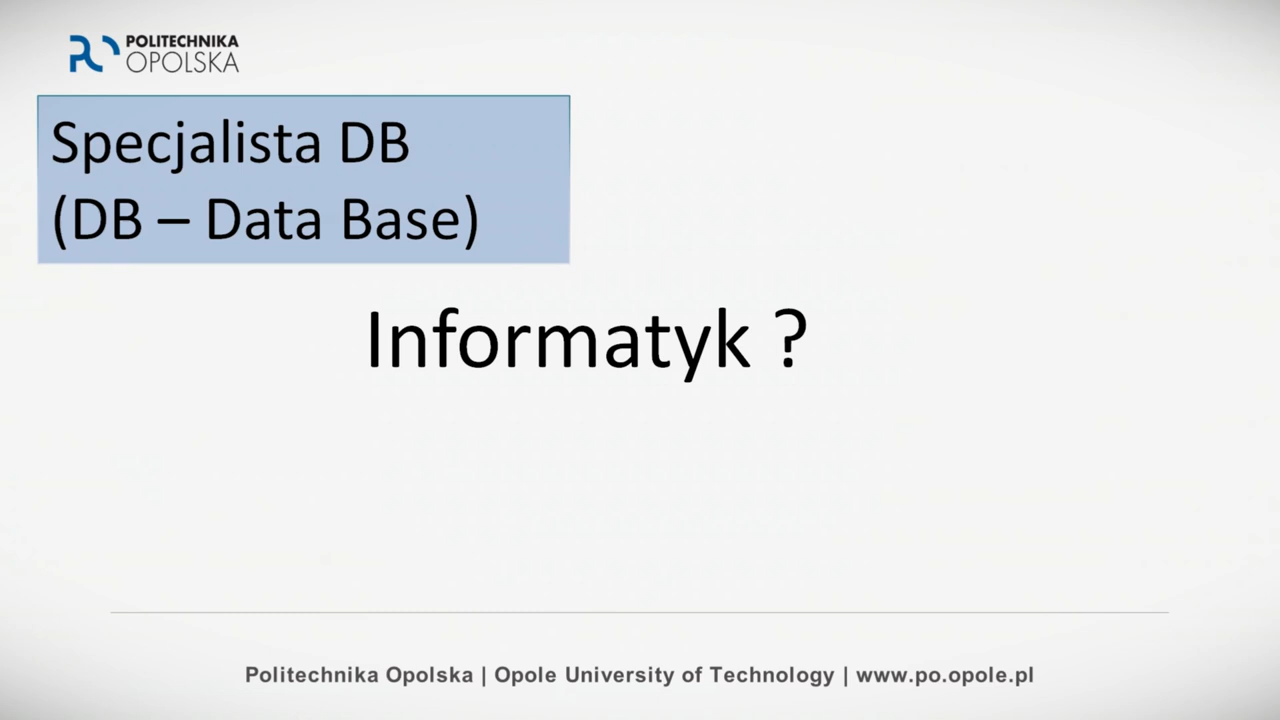 POLITECHNIKA
OPOLSKA
Specjalista DB
(DB – Data Base)
Informatyk ?
Politechnika Opolska | Opole University of Technology | www.po.opole.pl